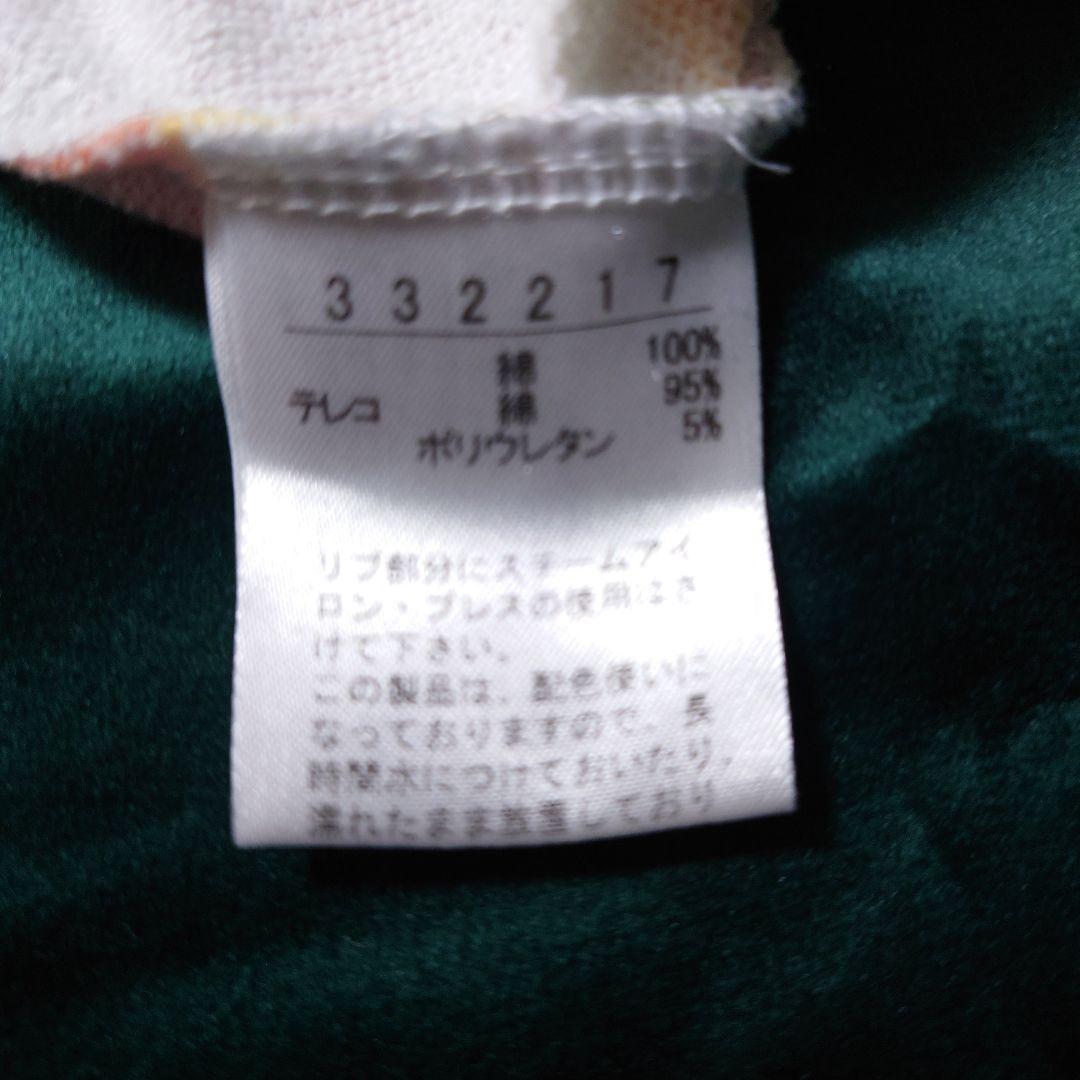 332217
綿 100%
テレコ 綿 95%
ポリウレタン 5%
リブ部分にスチームアイ
ロン・プレスの使用はさ
けて下さい。
この製品は、配色使いに
なっておりますので、長
時間水につけておいたり、
濡れたまま放置しており